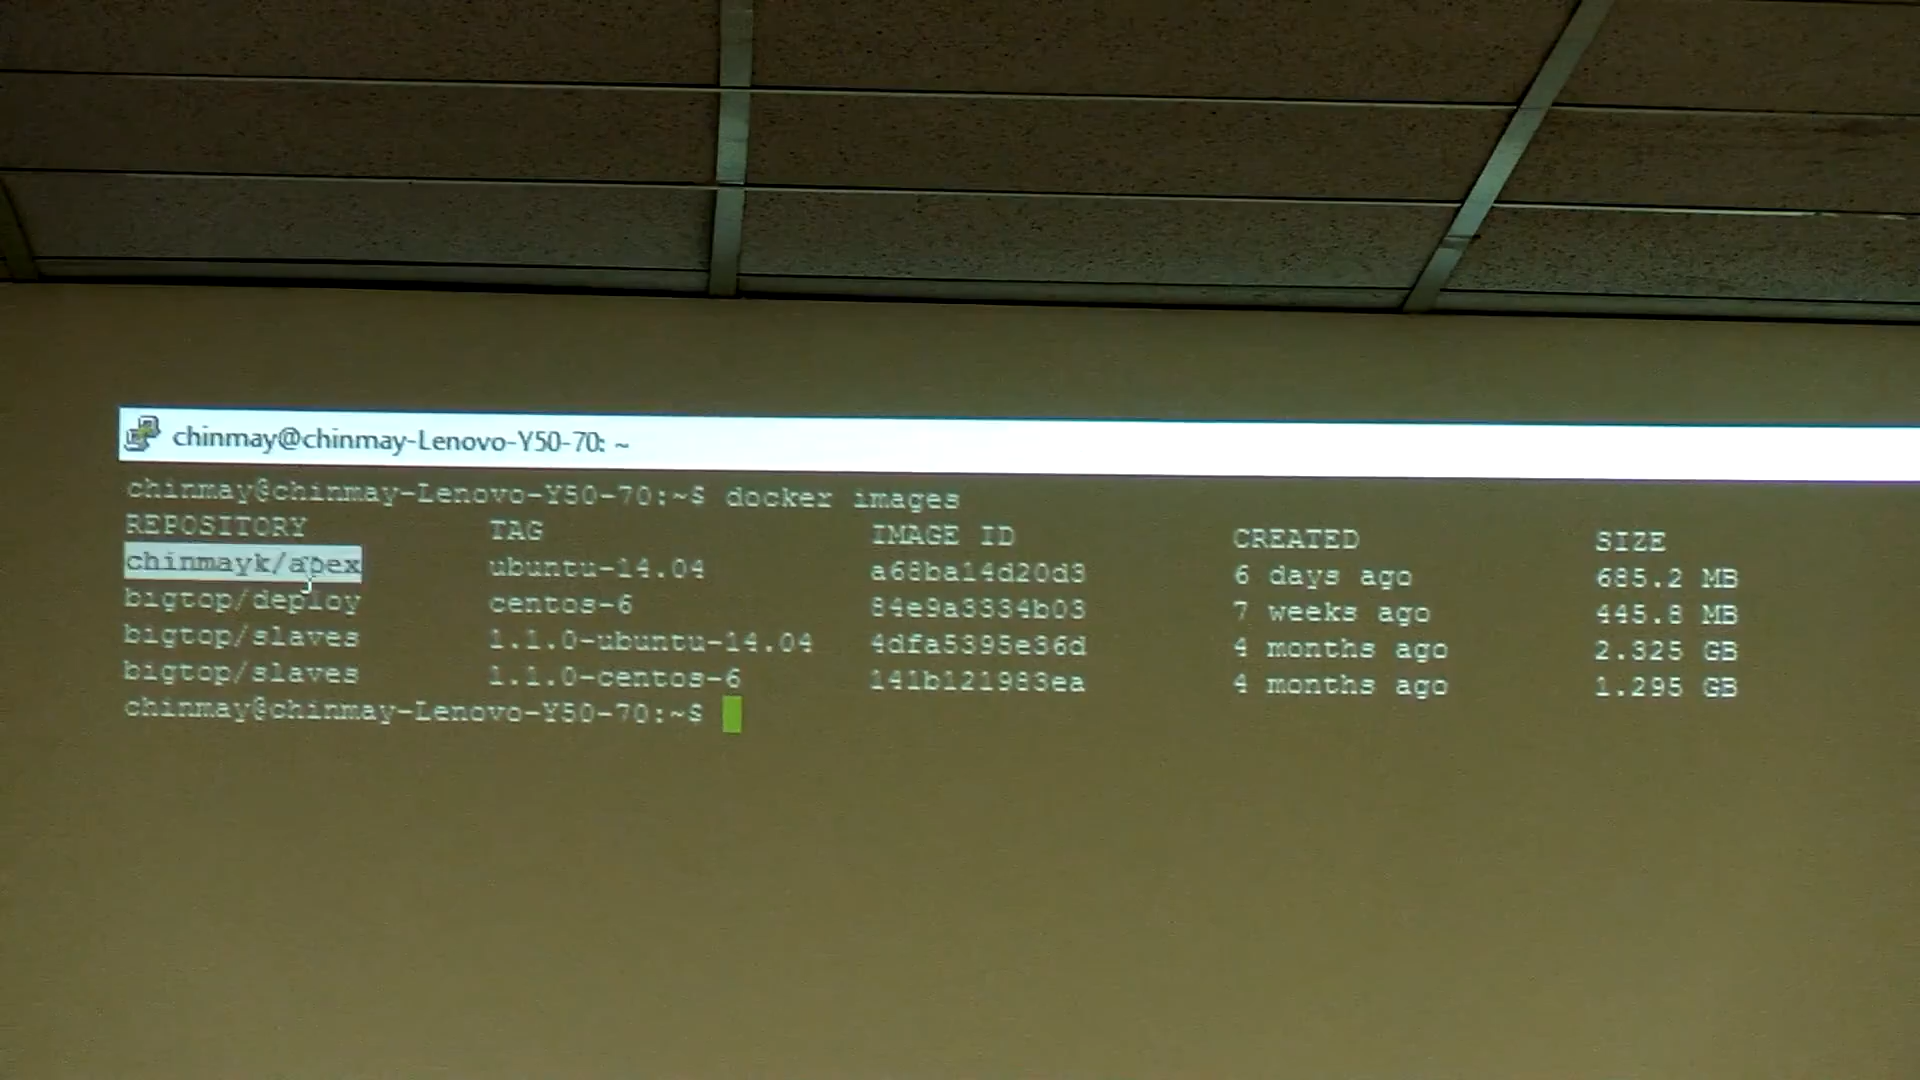 chinmay@chinmay-Lenovo-Y50-70: ~
chinmay@chinmay-Lenovo-Y50-70:~$ docker images
REPOSITORY TAG IMAGE ID CREATED SIZE
chinmayk/apex ubuntu-14.04 a68ba14d20d3 6 days ago 685.2 MB
bigtop/deploy centos-6 84e9a3334b03 7 weeks ago 445.8 MB
bigtop/slaves 1.1.0-ubuntu-14.04 4dfa5395e36d 4 months ago 2.325 GB
bigtop/slaves 1.1.0-centos-6 141b121983ea 4 months ago 1.295 GB
chinmay@chinmay-Lenovo-Y50-70:~$